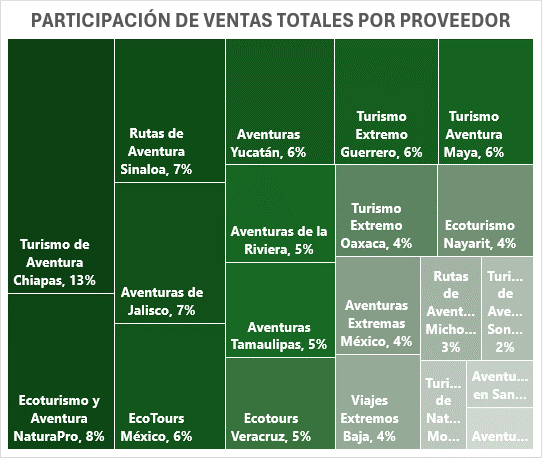 PARTICIPACIÓN DE VENTAS TOTALES POR PROVEEDOR
Turismo de
Aventura
Chiapas, 13%
Ecoturismo y
Aventura
NaturaPro, 8%
Rutas de
Aventura
Sinaloa, 7%
Aventuras de
Jalisco, 7%
EcoTours
México, 6%
Aventuras
Yucatán, 6%
Aventuras de la
Riviera, 5%
Aventuras
Tamaulipas, 5%
Ecotours
Veracruz, 5%
Turismo
Extremo
Guerrero, 6%
Turismo
Aventura
Maya, 6%
Turismo
Extremo
Oaxaca, 4%
Ecoturismo
Nayarit, 4%
Aventuras
Extremas
México, 4%
Viajes
Extremos
Baja, 4%
Rutas
de
Avent...
Micho...
3%
Turi...
de
Ave...
Son...
2%
Turi...
de
Nat...
Mo...
Aventu...
en San...
Aventu...